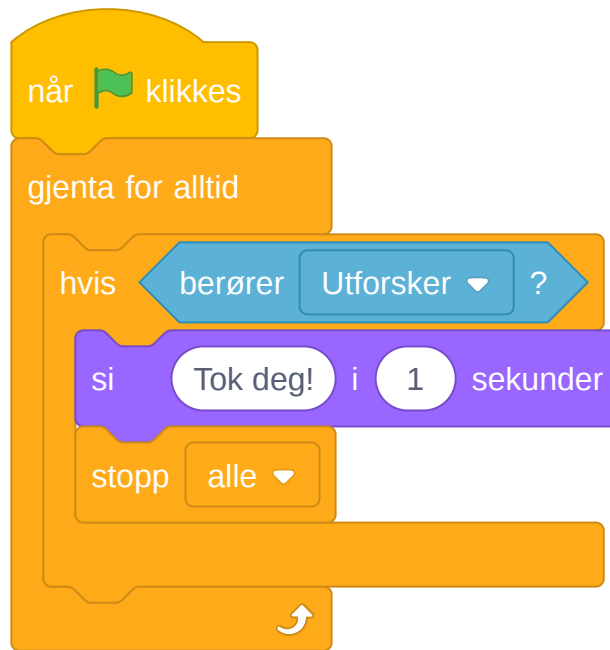 når klikkes
gjenta for alltid
hvis berører Utforsker ?
si Tok deg! i 1 sekunder
stopp alle